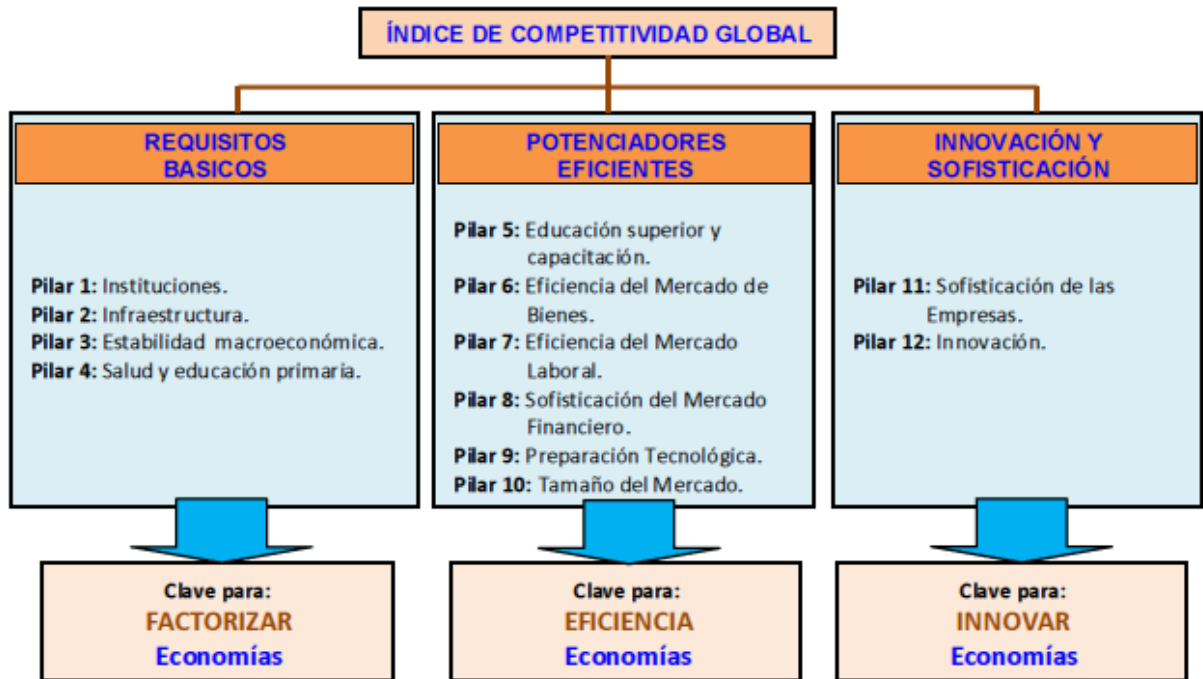 ÍNDICE DE COMPETITIVIDAD GLOBAL
REQUISITOS
BASICOS
Pilar 1: Instituciones.
Pilar 2: Infraestructura.
Pilar 3: Estabilidad macroeconómica.
Pilar 4: Salud y educación primaria.
Clave para:
FACTORIZAR
Economías
POTENCIADORES
EFICIENTES
Pilar 5: Educación superior y
capacitación.
Pilar 6: Eficiencia del Mercado de
Bienes.
Pilar 7: Eficiencia del Mercado
Laboral.
Pilar 8: Sofisticación del Mercado
Financiero.
Pilar 9: Preparación Tecnológica.
Pilar 10: Tamaño del Mercado.
Clave para:
EFICIENCIA
Economías
INNOVACIÓN Y
SOFISTICACIÓN
Pilar 11: Sofisticación de las
Empresas.
Pilar 12: Innovación.
Clave para:
INNOVAR
Economías